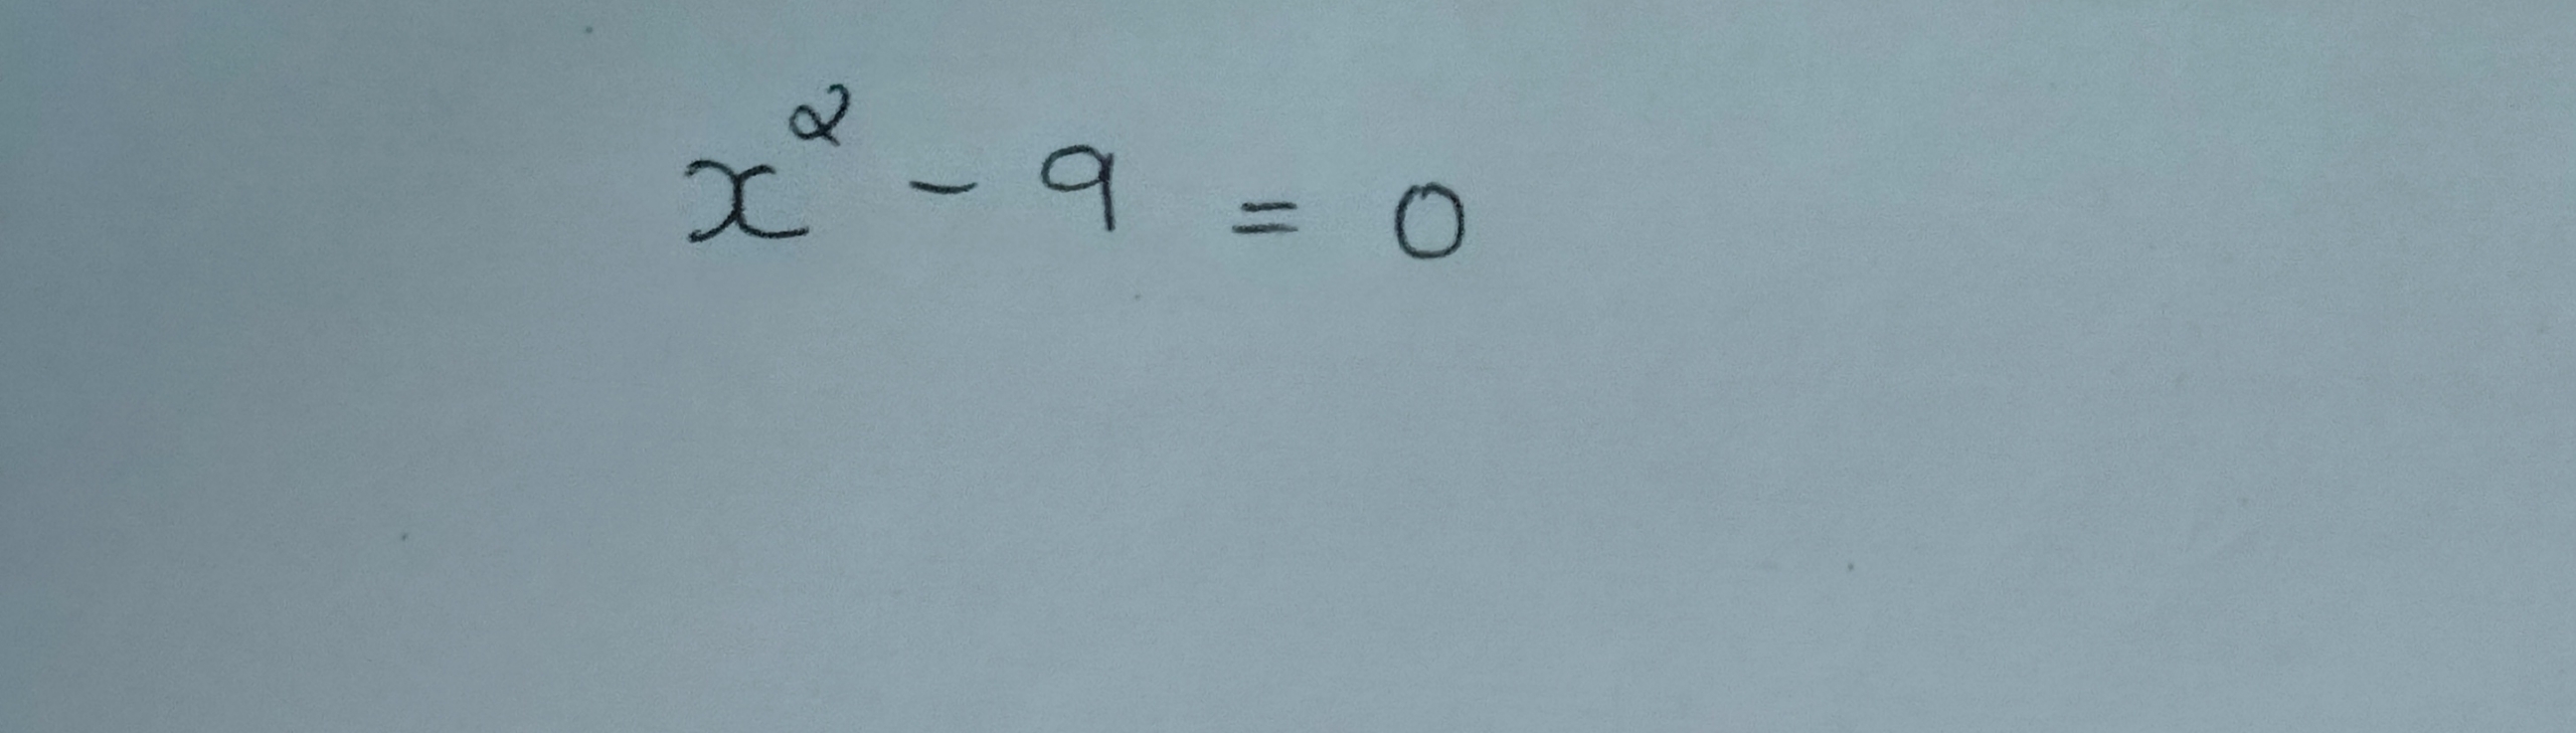 x² - 9 = 0